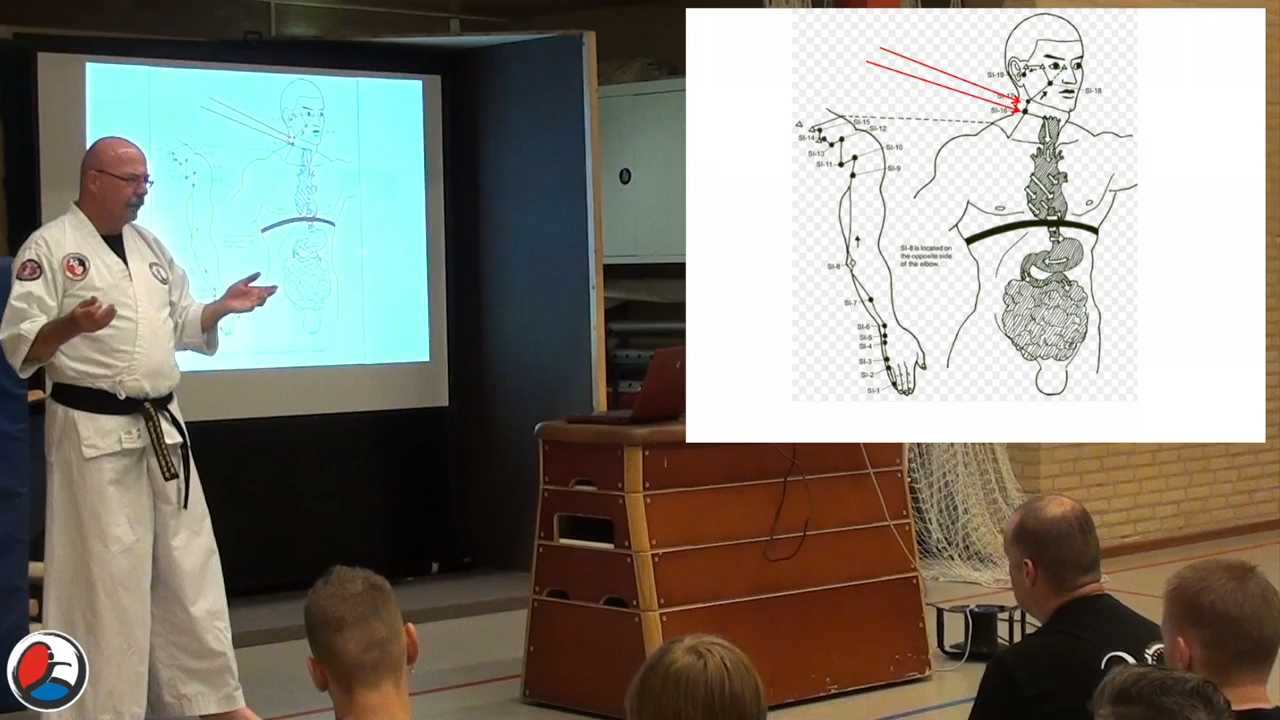 SI-19
SI-18
SI-17
SI-16
SI-15
SI-12
SI-14
SI-10
SI-13
SI-11
SI-9
SI-8 is located on
the opposite side
of the elbow.
SI-8
SI-7
SI-6
SI-5
SI-4
SI-3
SI-2
SI-1